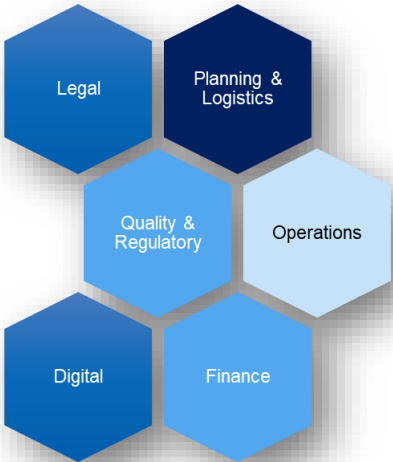 Legal
Planning &
Logistics
Quality &
Regulatory
Operations
Digital
Finance